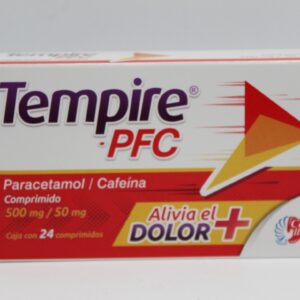 Tempire®
PFC
Paracetamol / Cafeína
Comprimido
500 mg / 50 mg
Caja con 24 comprimidos
Alivia el
DOLOR +